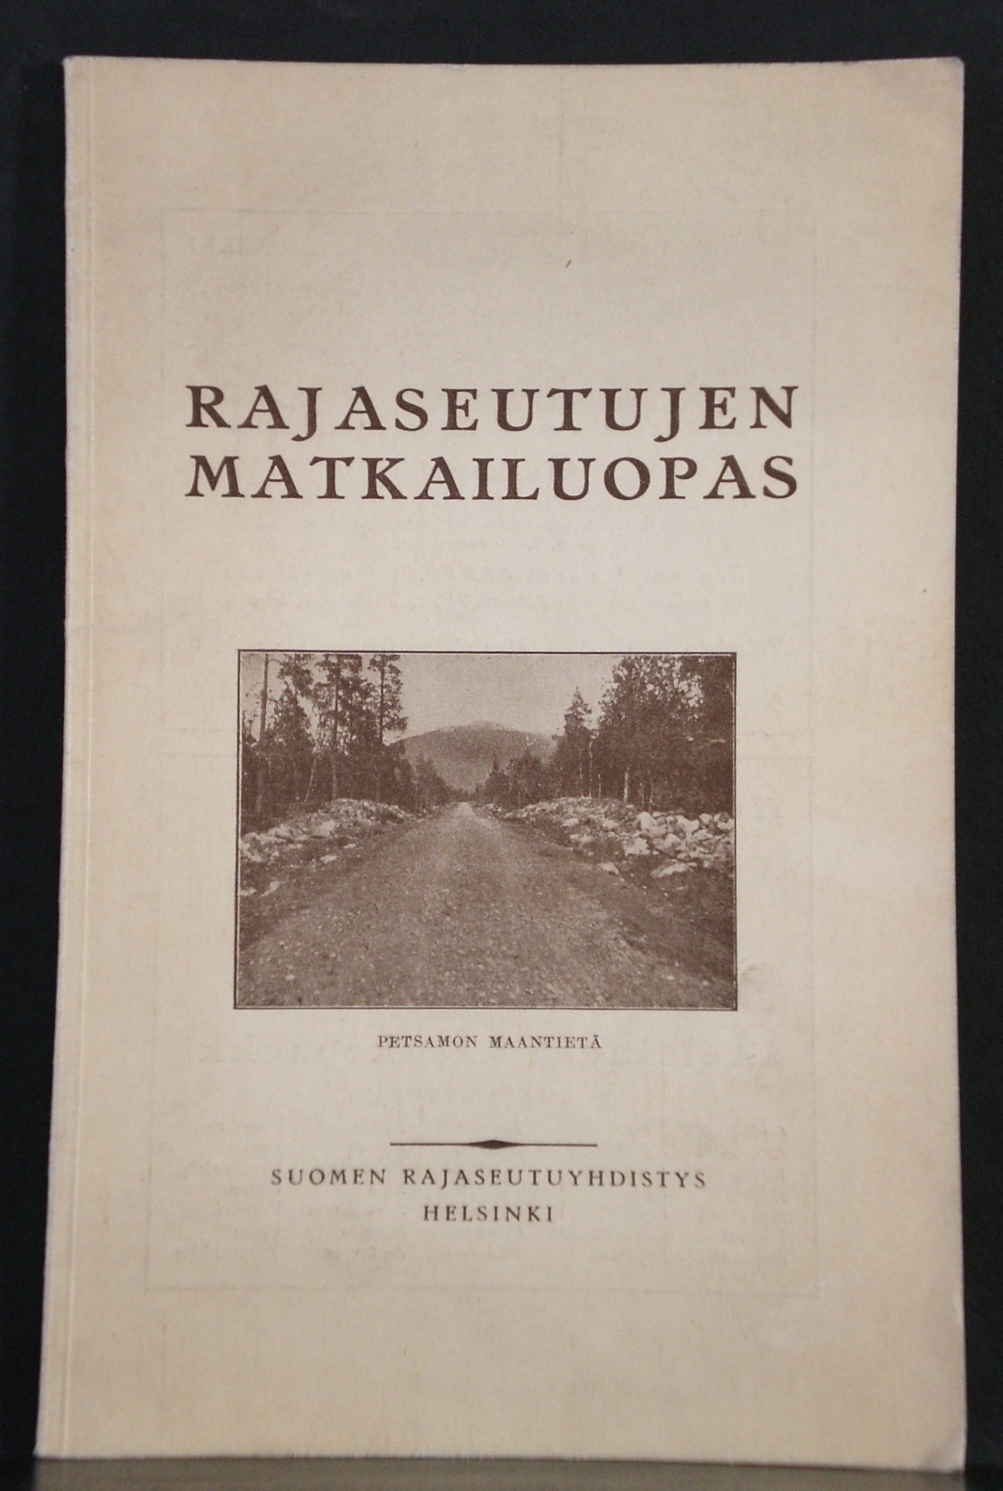 RAJASEUTUJEN
MATKAILUOPAS
PETSAMON MAANTIETÄ
SUOMEN RAJASEUTUYHDISTYS
HELSINKI